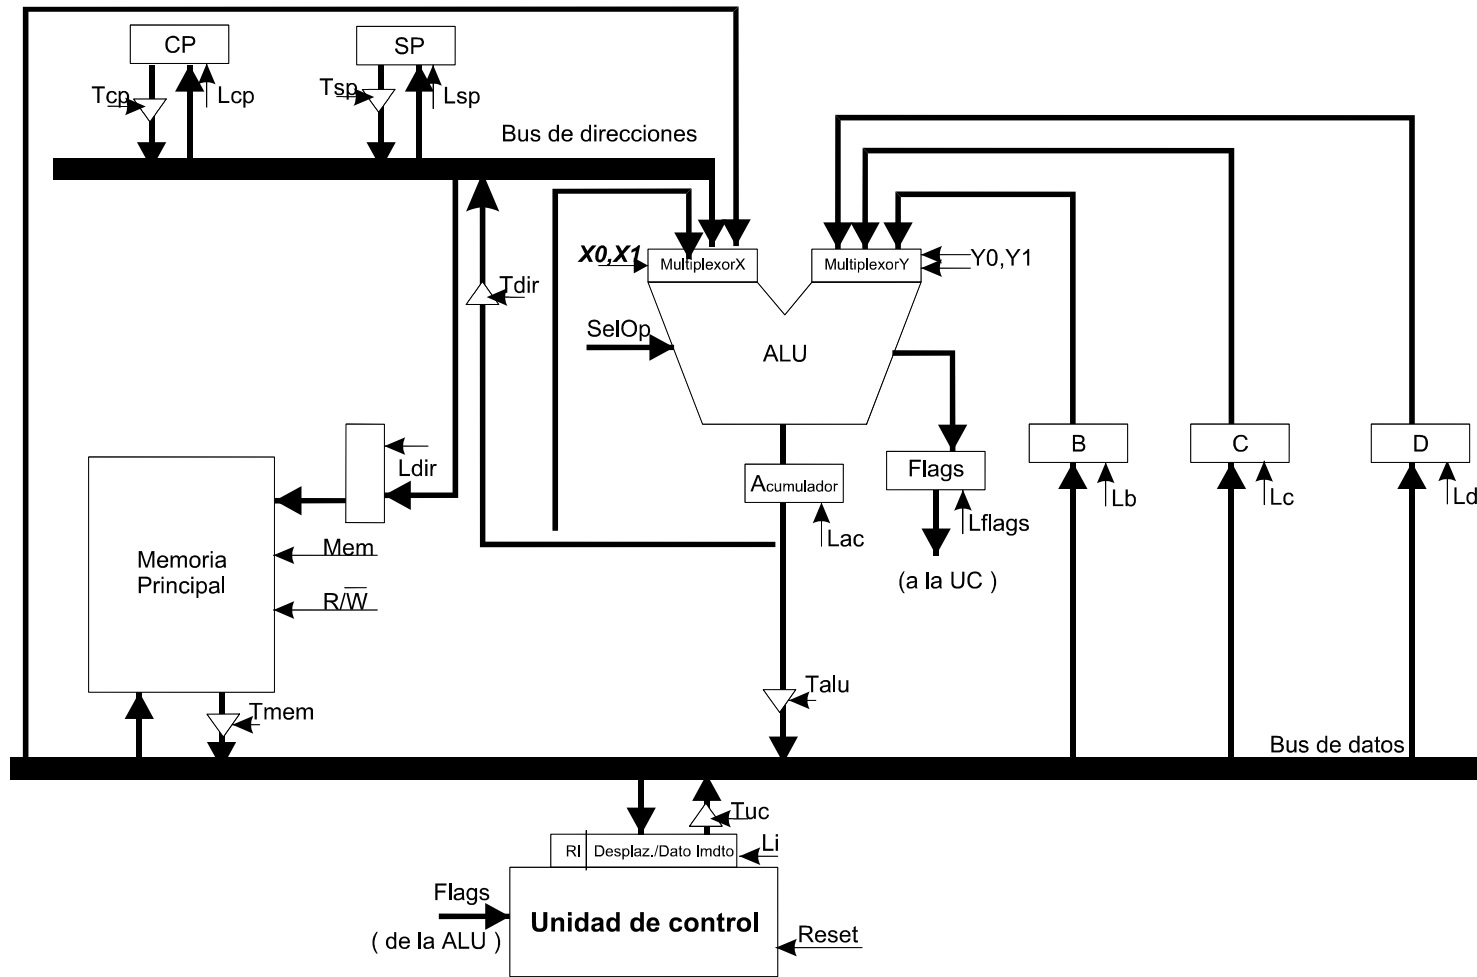 CP
SP
Tcp
Lcp
Tsp
Lsp
Bus de direcciones
X0,X1
MultiplexorX
MultiplexorY
Y0,Y1
Tdir
SelOp
ALU
Ldir
Acumulador
Flags
B
C
D
Lac
Lflags
Lb
Lc
Ld
Mem
Memoria
Principal
R/W̅
(a la UC )
Talu
Tmem
Bus de datos
Tuc
RI
Desplaz./Dato Imdto
Li
Flags
( de la ALU )
Unidad de control
Reset